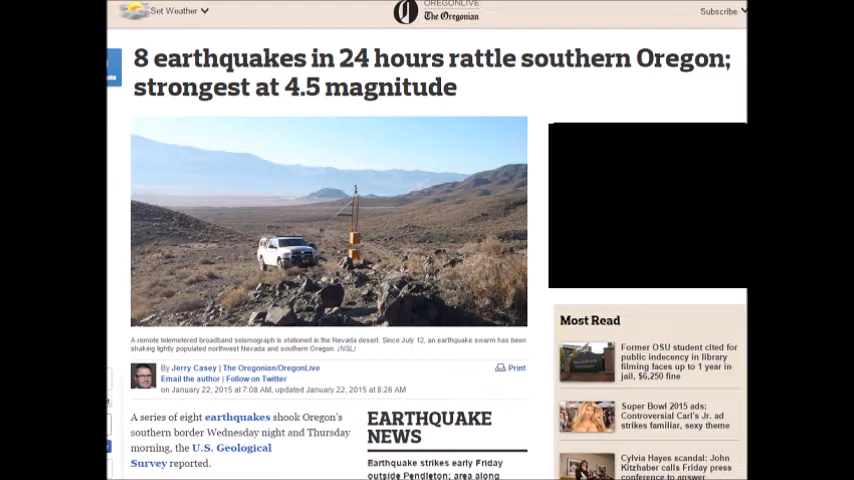 Set Weather
OREGONLIVE
The Oregonian
Subscribe
8 earthquakes in 24 hours rattle southern Oregon;
strongest at 4.5 magnitude
A remote telemetered broadband seismograph is stationed in the Nevada desert. Since July 12, an earthquake swarm has been
shaking lightly populated northwest Nevada and southern Oregon. (NSL)
By Jerry Casey | The Oregonian/OregonLive
Email the author | Follow on Twitter
on January 22, 2015 at 7:08 AM, updated January 22, 2015 at 8:26 AM
Print
A series of eight earthquakes shook Oregon's
southern border Wednesday night and Thursday
morning, the U.S. Geological
Survey reported.
EARTHQUAKE
NEWS
Earthquake strikes early Friday
outside Pendleton; area along
Most Read
Former OSU student cited for
public indecency in library
filming faces up to 1 year in
jail, $6,250 fine
Super Bowl 2015 ads:
Controversial Carl's Jr. ad
strikes familiar, sexy theme
Cylvia Hayes scandal: John
Kitzhaber calls Friday press
conference to answer